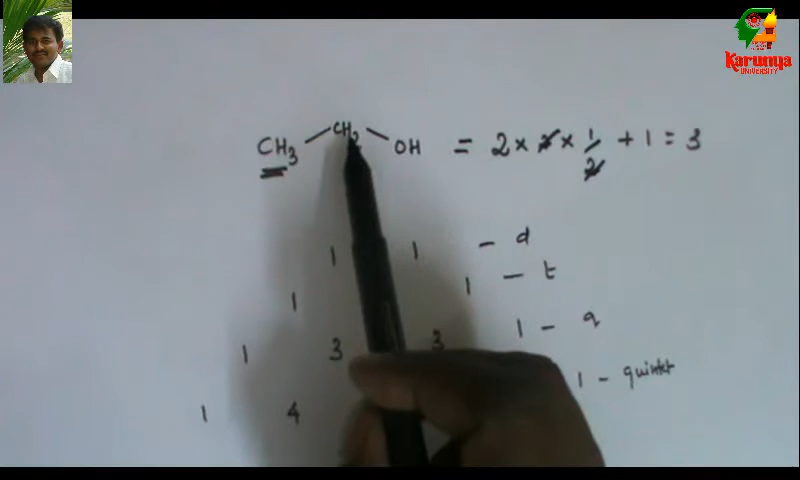 Karunya
UNIVERSITY
CH₃ - CH₂ - OH = 2 × 2 × 1/2 + 1 = 3
1 1 - d
1 1 - t
1 3 3 1 - q
1 4 1 - quintet